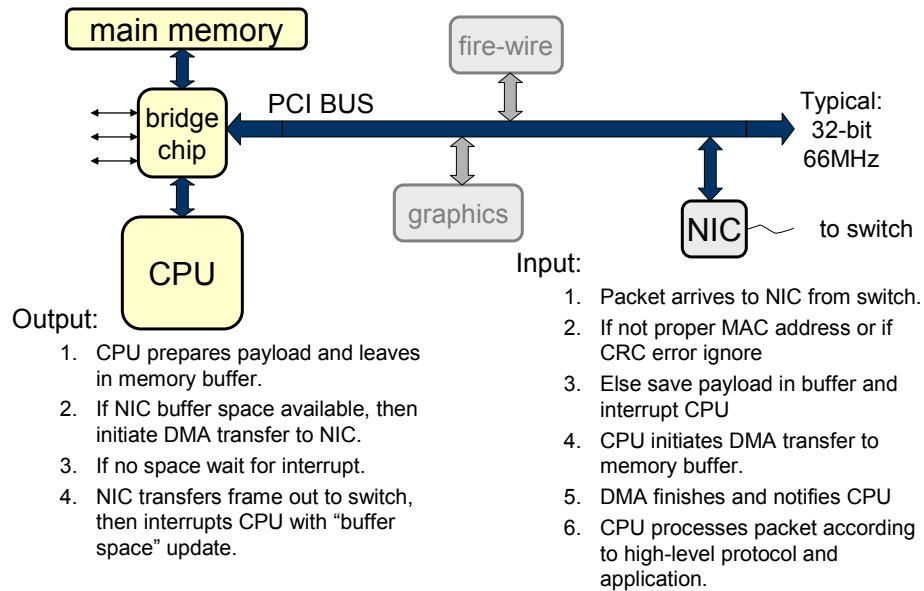 main memory
fire-wire
bridge
chip
PCI BUS
Typical:
32-bit
66MHz
graphics
NIC
to switch
CPU
Output:
1. CPU prepares payload and leaves
in memory buffer.
2. If NIC buffer space available, then
initiate DMA transfer to NIC.
3. If no space wait for interrupt.
4. NIC transfers frame out to switch,
then interrupts CPU with “buffer
space” update.
Input:
1. Packet arrives to NIC from switch.
2. If not proper MAC address or if
CRC error ignore
3. Else save payload in buffer and
interrupt CPU
4. CPU initiates DMA transfer to
memory buffer.
5. DMA finishes and notifies CPU
6. CPU processes packet according
to high-level protocol and
application.